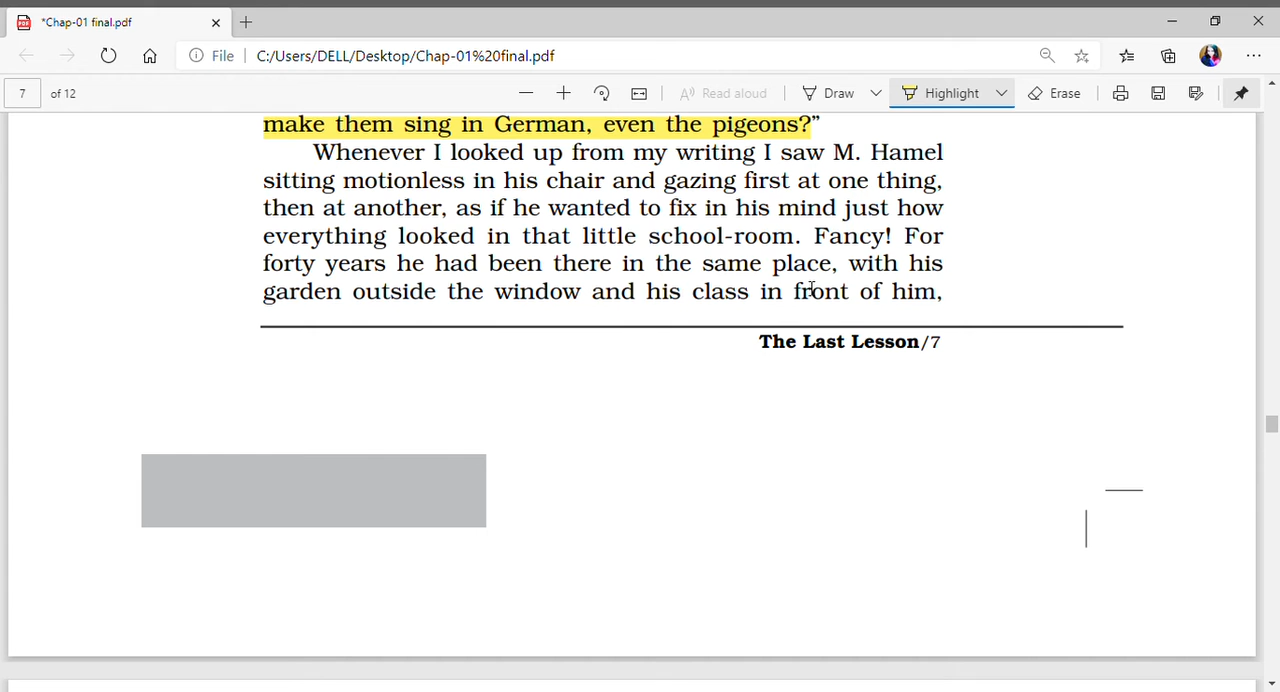 *Chap-01 final.pdf
File
C:/Users/DELL/Desktop/Chap-01%20final.pdf
7 of 12
Read aloud
Draw
Highlight
Erase
make them sing in German, even the pigeons?”
Whenever I looked up from my writing I saw M. Hamel
sitting motionless in his chair and gazing first at one thing,
then at another, as if he wanted to fix in his mind just how
everything looked in that little school-room. Fancy! For
forty years he had been there in the same place, with his
garden outside the window and his class in front of him,
The Last Lesson/7